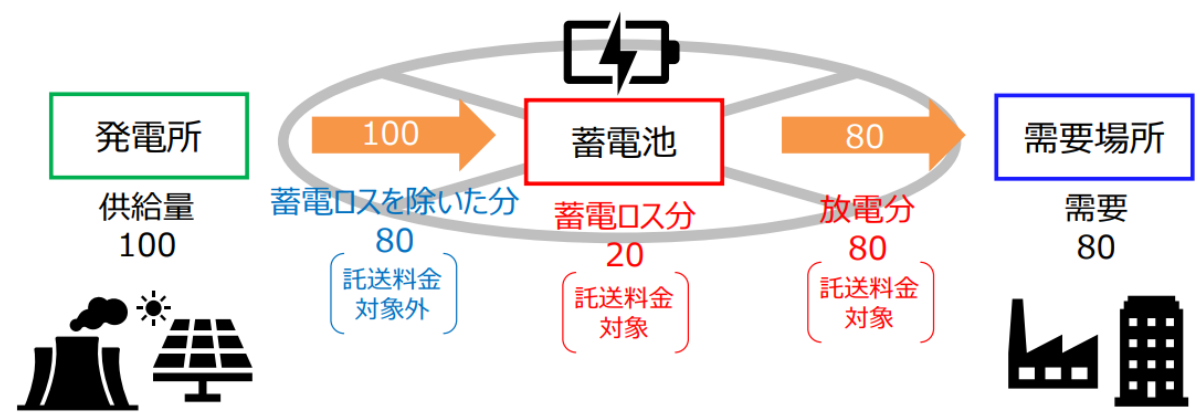 発電所
供給量
100
100
蓄電ロスを除いた分
80
託送料金
対象外
蓄電池
蓄電ロス分
20
託送料金
対象
80
放電分
80
託送料金
対象
需要場所
需要
80